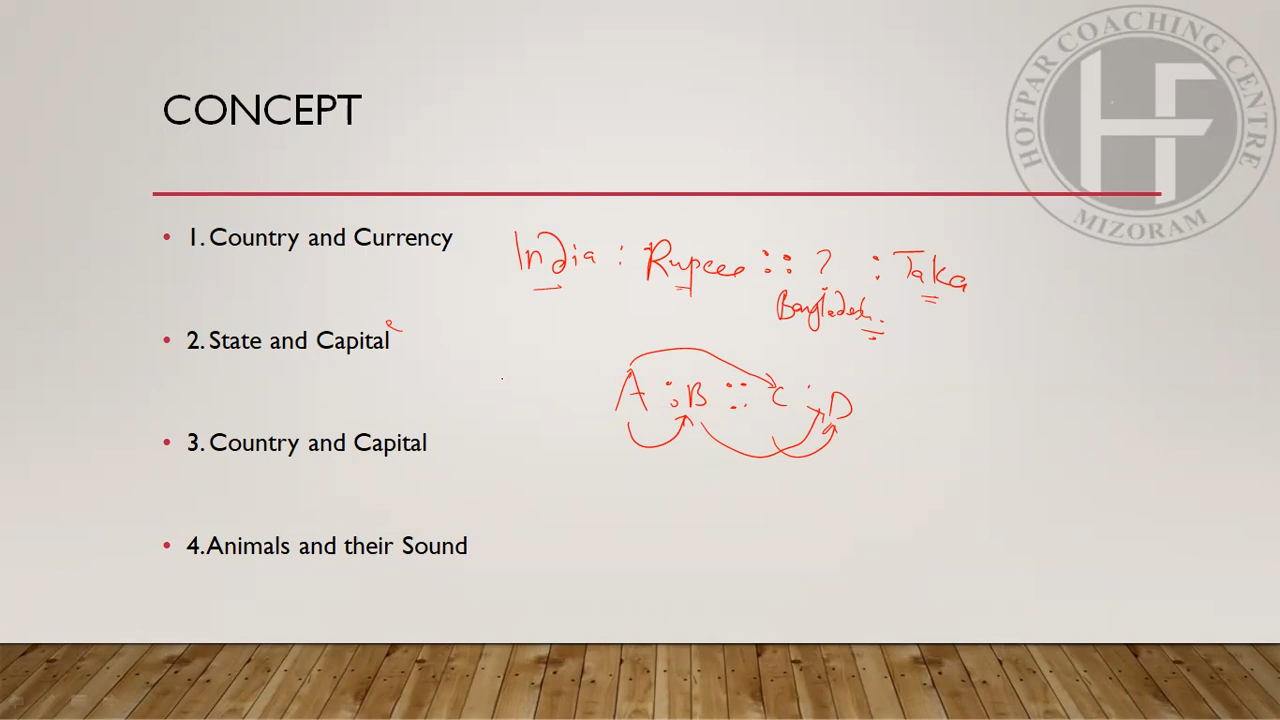 HOFPAR COACHING CENTRE
MIZORAM
CONCEPT
• 1. Country and Currency
India : Rupee :: ? : Taka
Bangladesh.
• 2. State and Capital
A : B :: C : D
• 3. Country and Capital
• 4. Animals and their Sound